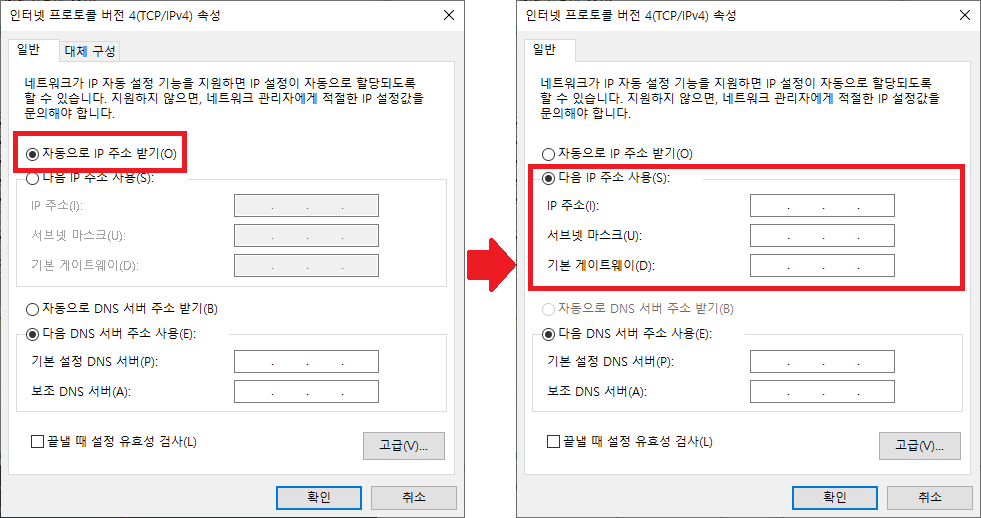 인터넷 프로토콜 버전 4(TCP/IPv4) 속성
일반
대체 구성
네트워크가 IP 자동 설정 기능을 지원하면 IP 설정이 자동으로 할당되도록
할 수 있습니다. 지원하지 않으면, 네트워크 관리자에게 적절한 IP 설정값을
문의해야 합니다.
자동으로 IP 주소 받기(O)
다음 IP 주소 사용(S):
IP 주소(I):
서브넷 마스크(U):
기본 게이트웨이(D):
자동으로 DNS 서버 주소 받기(B)
다음 DNS 서버 주소 사용(E):
기본 설정 DNS 서버(P):
보조 DNS 서버(A):
끝낼 때 설정 유효성 검사(L)
고급(V)...
확인
취소
인터넷 프로토콜 버전 4(TCP/IPv4) 속성
일반
네트워크가 IP 자동 설정 기능을 지원하면 IP 설정이 자동으로 할당되도록
할 수 있습니다. 지원하지 않으면, 네트워크 관리자에게 적절한 IP 설정값을
문의해야 합니다.
자동으로 IP 주소 받기(O)
다음 IP 주소 사용(S):
IP 주소(I):
서브넷 마스크(U):
기본 게이트웨이(D):
자동으로 DNS 서버 주소 받기(B)
다음 DNS 서버 주소 사용(E):
기본 설정 DNS 서버(P):
보조 DNS 서버(A):
끝낼 때 설정 유효성 검사(L)
고급(V)...
확인
취소